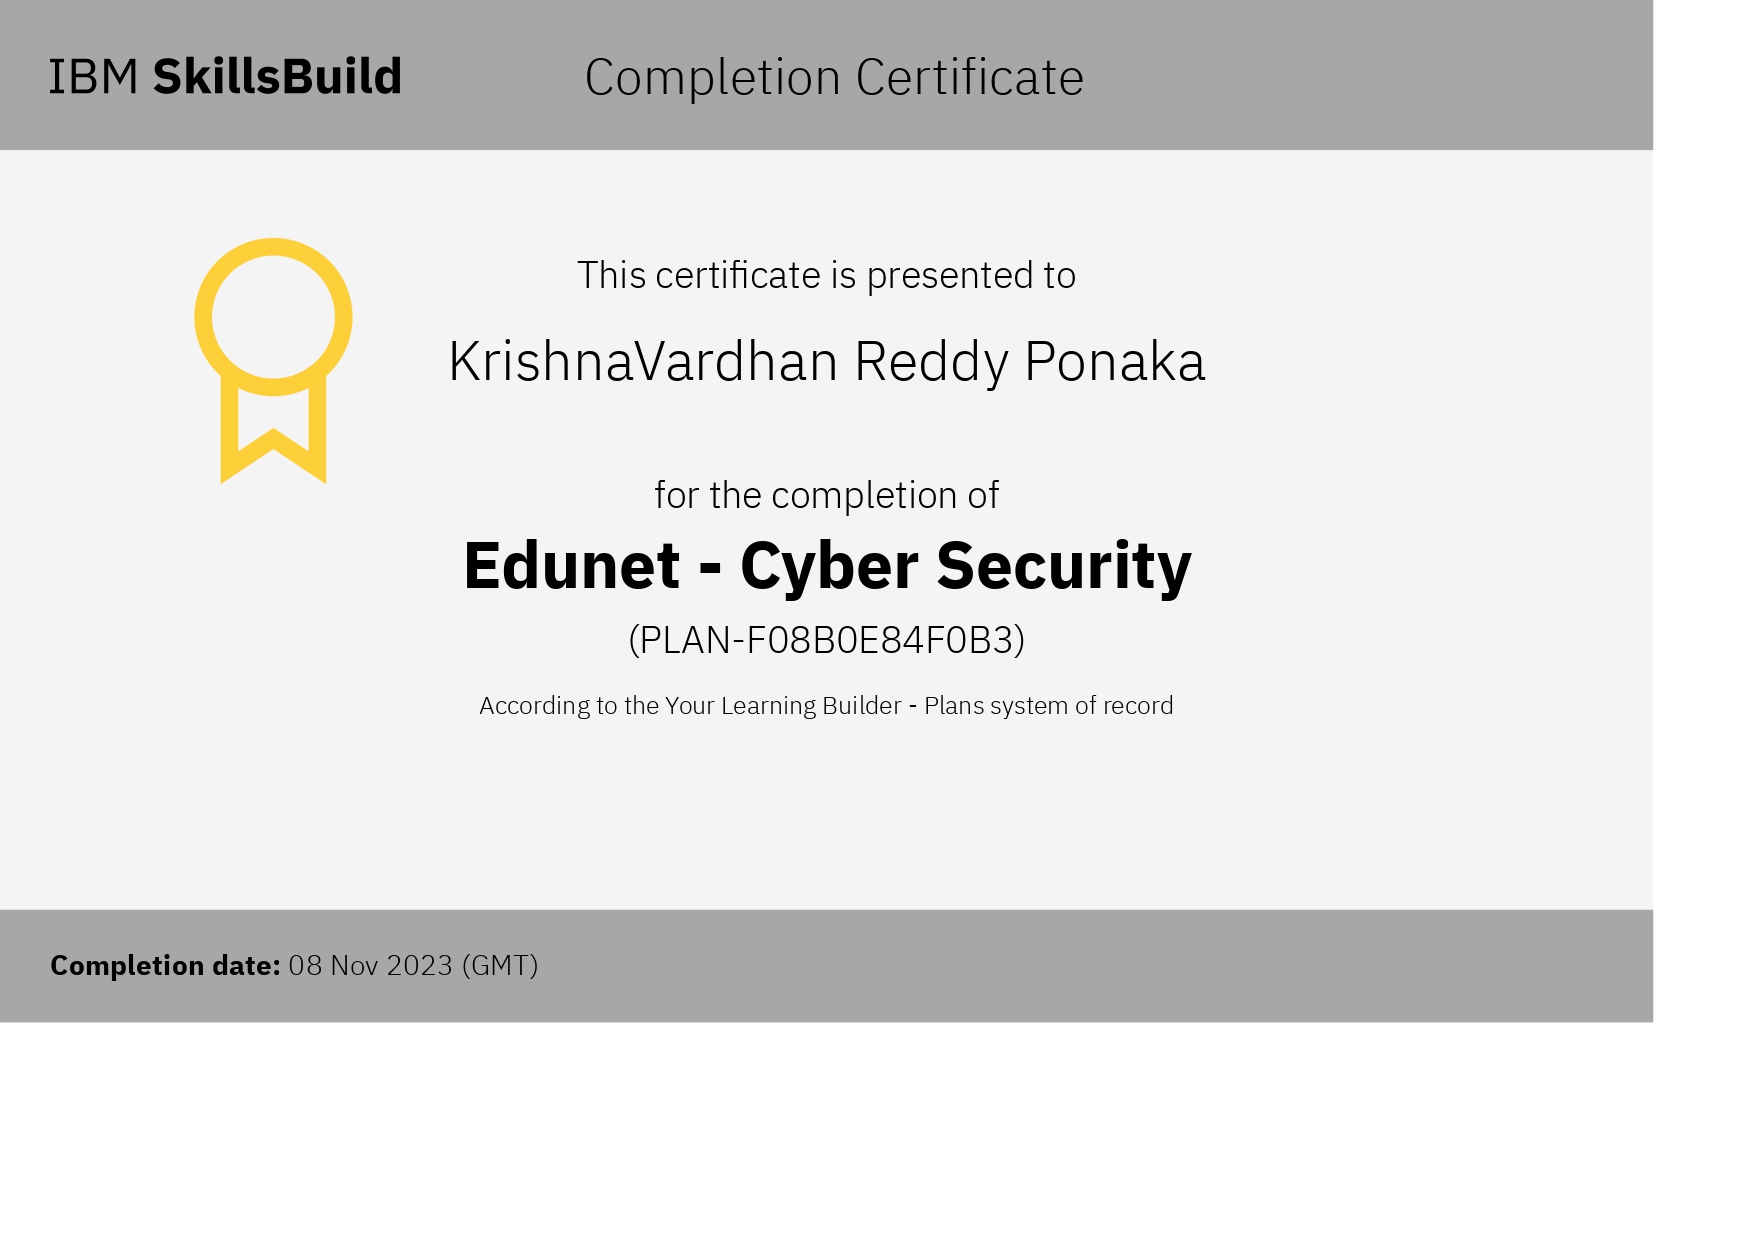 IBM SkillsBuild
Completion Certificate
This certificate is presented to
KrishnaVardhan Reddy Ponaka
for the completion of
Edunet - Cyber Security
(PLAN-F08B0E84F0B3)
According to the Your Learning Builder - Plans system of record
Completion date: 08 Nov 2023 (GMT)